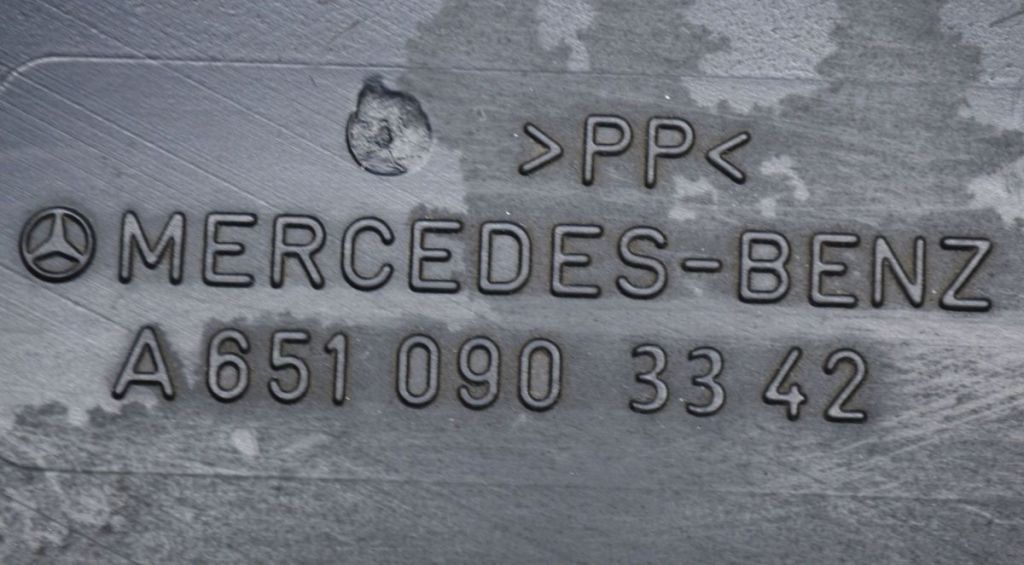 >PP<
MERCEDES-BENZ
A 651 090 33 42